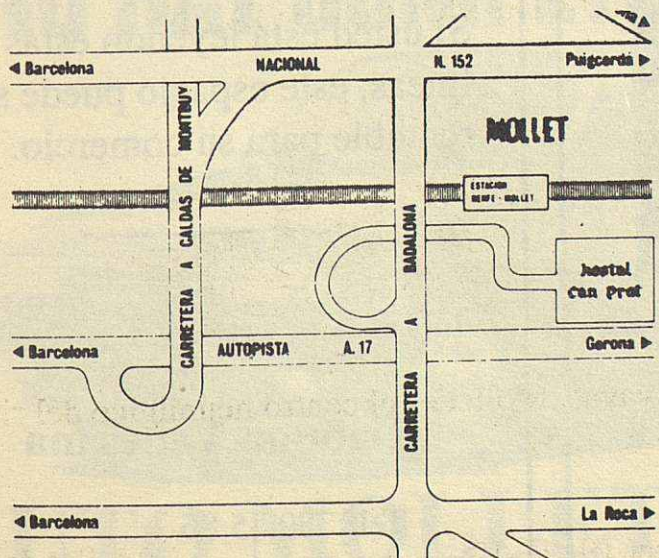 ◄ Barcelona
NACIONAL
N. 152
Puigcerdá ►
MOLLET
CARRETERA A CALDAS DE MONTBUY
ESTACION
RENFE - MOLLET
CARRETERA A BADALONA
hostal
can prat
◄ Barcelona
AUTOPISTA
A. 17
Gerona ►
◄ Barcelona
La Roca ►